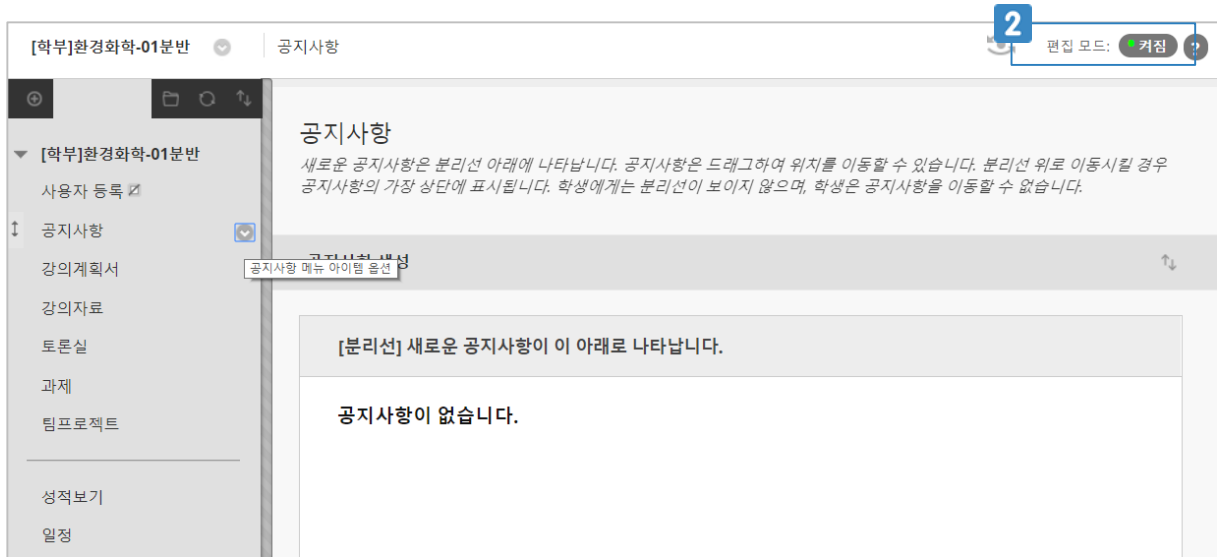 2
[학부]환경화학-01분반
공지사항
편집 모드: 켜짐 ?
[학부]환경화학-01분반
사용자 등록
공지사항
강의계획서
강의자료
토론실
과제
팀프로젝트
성적보기
일정
공지사항 메뉴 아이템 옵션
공지사항
새로운 공지사항은 분리선 아래에 나타납니다. 공지사항은 드래그하여 위치를 이동할 수 있습니다. 분리선 위로 이동시킬 경우
공지사항의 가장 상단에 표시됩니다. 학생에게는 분리선이 보이지 않으며, 학생은 공지사항을 이동할 수 없습니다.
공지사항 생성
[분리선] 새로운 공지사항이 이 아래로 나타납니다.
공지사항이 없습니다.